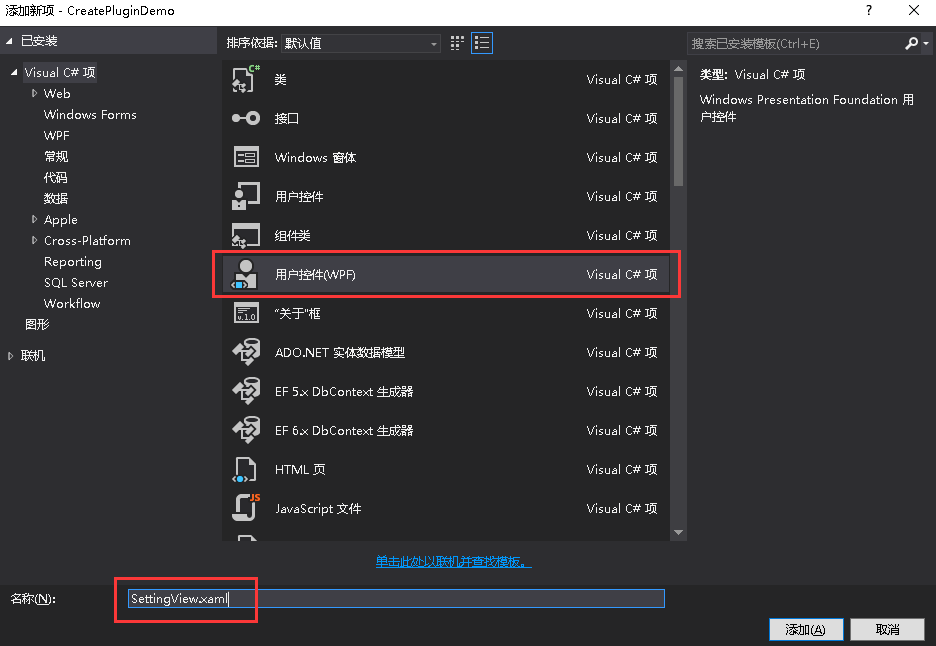 添加新项 - CreatePluginDemo
?
已安装
排序依据: 默认值
搜索已安装模板(Ctrl+E)
Visual C# 项
Web
Windows Forms
WPF
常规
代码
数据
Apple
Cross-Platform
Reporting
SQL Server
Workflow
图形
联机
类 Visual C# 项
接口 Visual C# 项
Windows 窗体 Visual C# 项
用户控件 Visual C# 项
组件类 Visual C# 项
用户控件(WPF) Visual C# 项
“关于”框 Visual C# 项
ADO.NET 实体数据模型 Visual C# 项
EF 5.x DbContext 生成器 Visual C# 项
EF 6.x DbContext 生成器 Visual C# 项
HTML 页 Visual C# 项
JavaScript 文件 Visual C# 项
类型: Visual C# 项
Windows Presentation Foundation 用
户控件
单击此处以联机并查找模板。
名称(N):
SettingView.xaml
添加(A)
取消